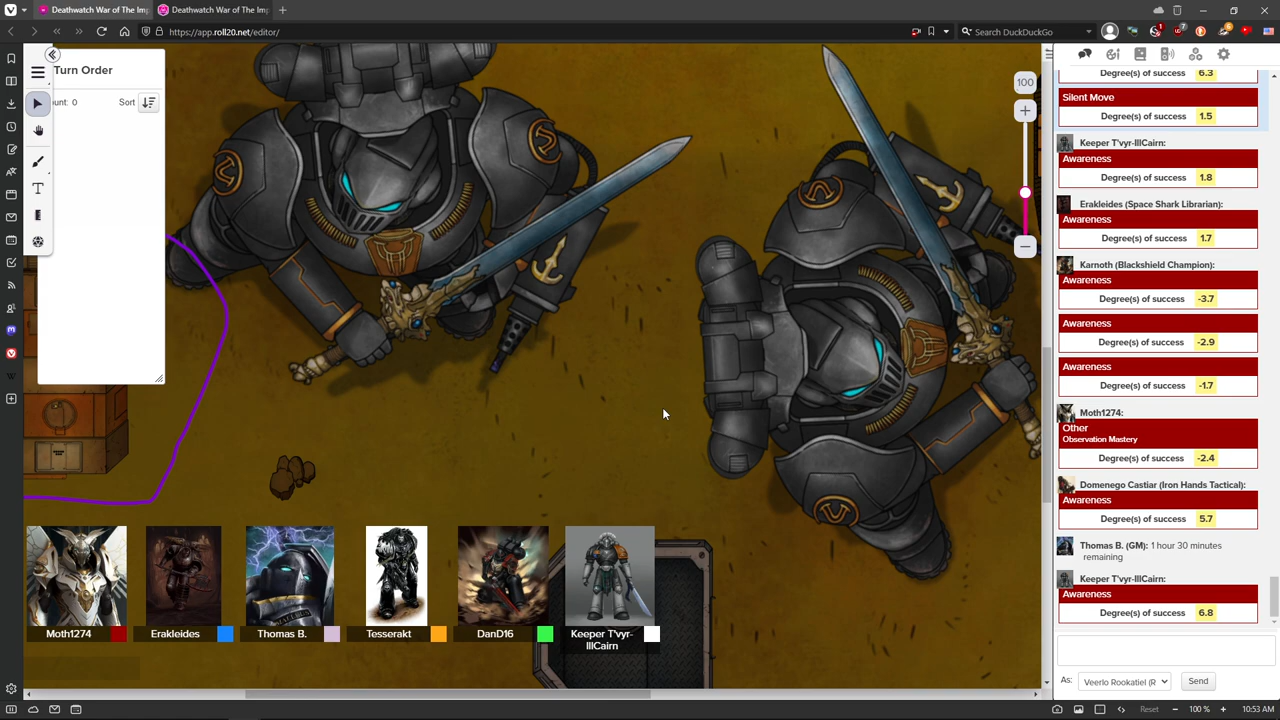 Deathwatch War of The Imp
Deathwatch War of The Imp
https://app.roll20.net/editor/
Search DuckDuckGo
Turn Order
unt: 0
Sort
100
Degree(s) of success 6.3
Silent Move
Degree(s) of success 1.5
Keeper T'vyr-IllCairn:
Awareness
Degree(s) of success 1.8
Erakleides (Space Shark Librarian):
Awareness
Degree(s) of success 1.7
Karnoth (Blackshield Champion):
Awareness
Degree(s) of success -3.7
Awareness
Degree(s) of success -2.9
Awareness
Degree(s) of success -1.7
Moth1274:
Other
Observation Mastery
Degree(s) of success -2.4
Domenego Castiar (Iron Hands Tactical):
Awareness
Degree(s) of success 5.7
Thomas B. (GM): 1 hour 30 minutes
remaining
Keeper T'vyr-IllCairn:
Awareness
Degree(s) of success 6.8
Moth1274
Erakleides
Thomas B.
Tesserakt
DanD16
Keeper T'vyr-
IllCairn
As:
Veerlo Rookatiel (R
Send
Reset
100 %
10:53 AM